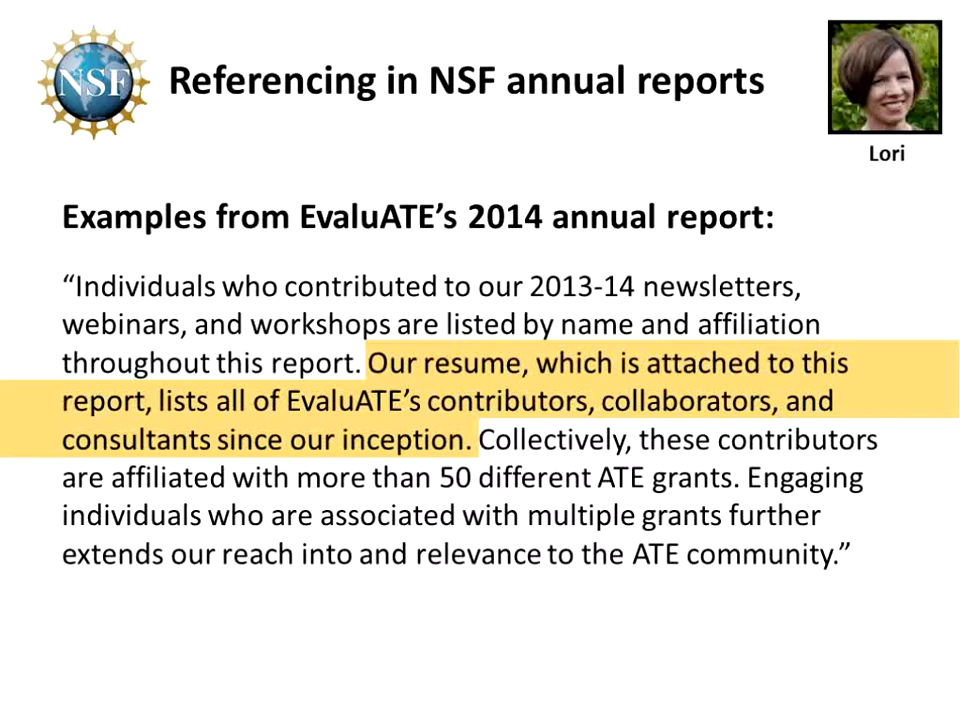 NSF
Referencing in NSF annual reports
Lori
Examples from EvaluATE’s 2014 annual report:
“Individuals who contributed to our 2013-14 newsletters,
webinars, and workshops are listed by name and affiliation
throughout this report. Our resume, which is attached to this
report, lists all of EvaluATE’s contributors, collaborators, and
consultants since our inception. Collectively, these contributors
are affiliated with more than 50 different ATE grants. Engaging
individuals who are associated with multiple grants further
extends our reach into and relevance to the ATE community.”